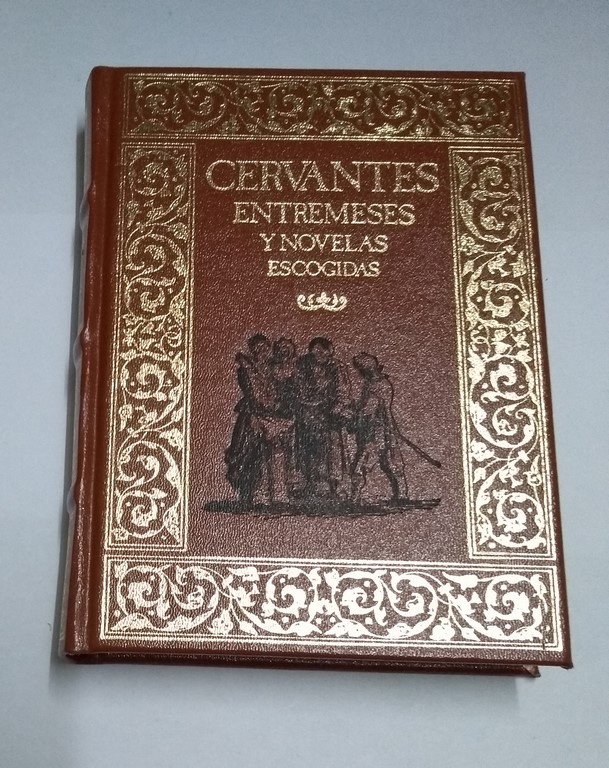 CERVANTES
ENTREMESES
Y NOVELAS
ESCOGIDAS